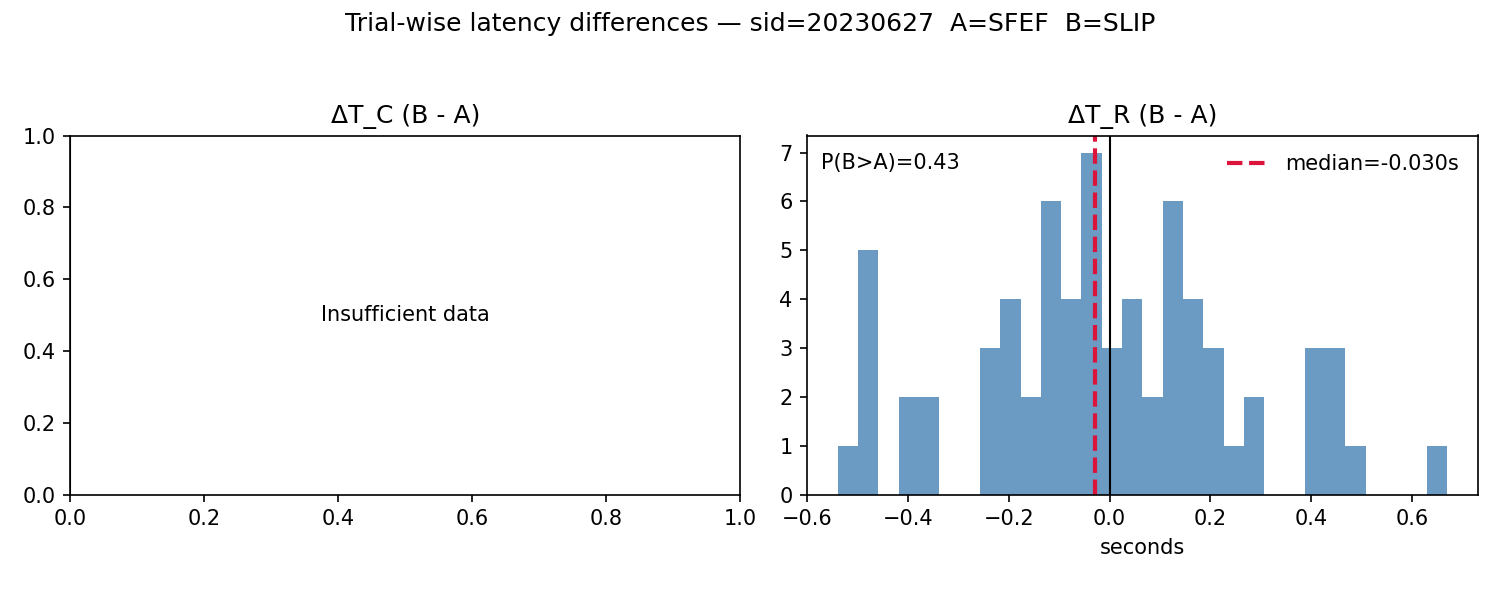 Trial-wise latency differences — sid=20230627  A=SFEF  B=SLIP
ΔT_C (B - A)
1.0
0.8
0.6
0.4
0.2
0.0
Insufficient data
0.0 0.2 0.4 0.6 0.8 1.0
ΔT_R (B - A)
P(B>A)=0.43
median=-0.030s
7
6
5
4
3
2
1
0
−0.6 −0.4 −0.2 0.0 0.2 0.4 0.6
seconds